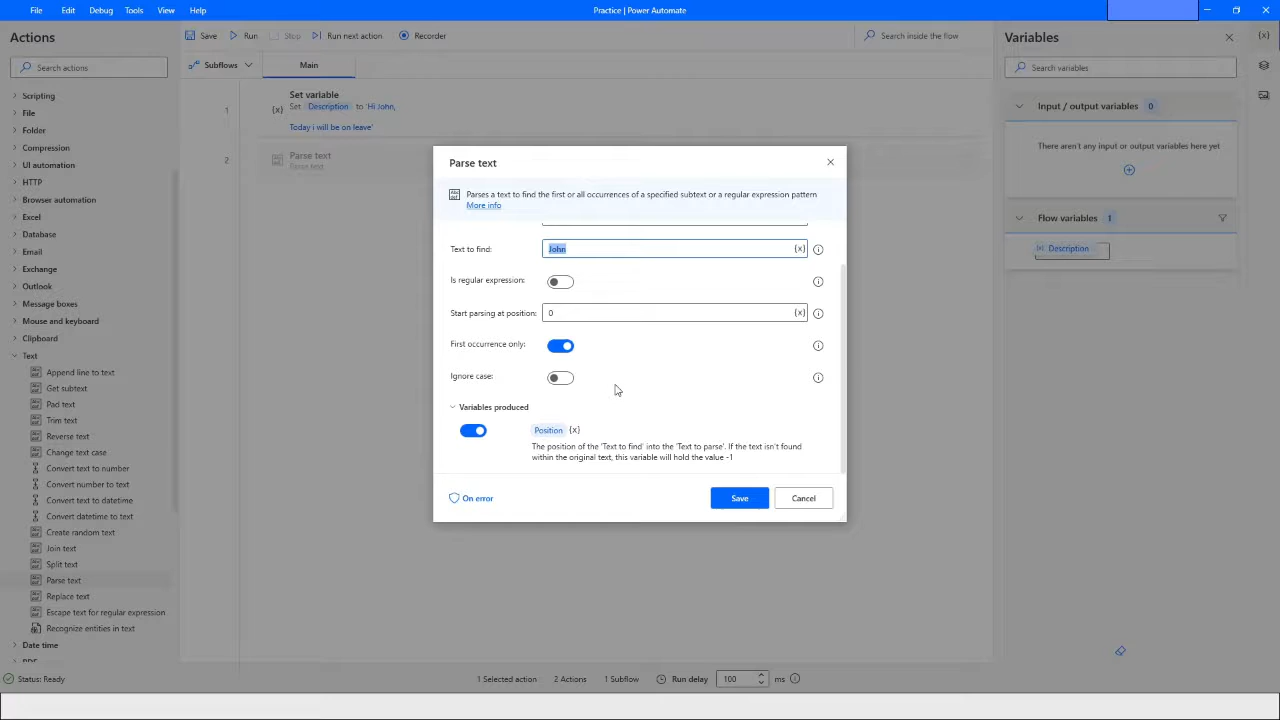 File Edit Debug Tools View Help Practice | Power Automate
Actions
Search actions
Scripting
File
Folder
Compression
UI automation
HTTP
Browser automation
Excel
Database
Email
Exchange
Outlook
Message boxes
Mouse and keyboard
Clipboard
Text
Append line to text
Get subtext
Pad text
Trim text
Reverse text
Change text case
Convert text to number
Convert number to text
Convert text to datetime
Convert datetime to text
Create random text
Join text
Split text
Parse text
Replace text
Escape text for regular expression
Recognize entities in text
Date time
Status: Ready
Save Run Stop Run next action Recorder Search inside the flow
Subflows Main
1
Set variable
{x} Set Description to 'Hi John,
Today i will be on leave'
2
Parse text
Parse text
Parse text
Parses a text to find the first or all occurrences of a specified subtext or a regular expression pattern
More info
Text to find: John {x}
Is regular expression:
Start parsing at position: 0 {x}
First occurrence only:
Ignore case:
Variables produced
Position {x}
The position of the 'Text to find' into the 'Text to parse'. If the text isn't found
within the original text, this variable will hold the value -1
On error Save Cancel
Variables
{x}
Search variables
Input / output variables 0
There aren't any input or output variables here yet
Flow variables 1
(x) Description
1 Selected action 2 Actions 1 Subflow Run delay 100 ms